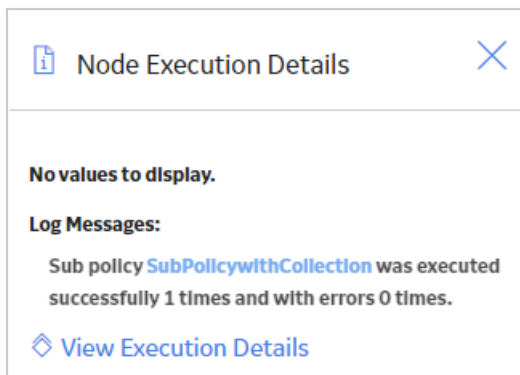 Node Execution Details
No values to display.
Log Messages:
Sub policy SubPolicywithCollection was executed
successfully 1 times and with errors 0 times.
View Execution Details